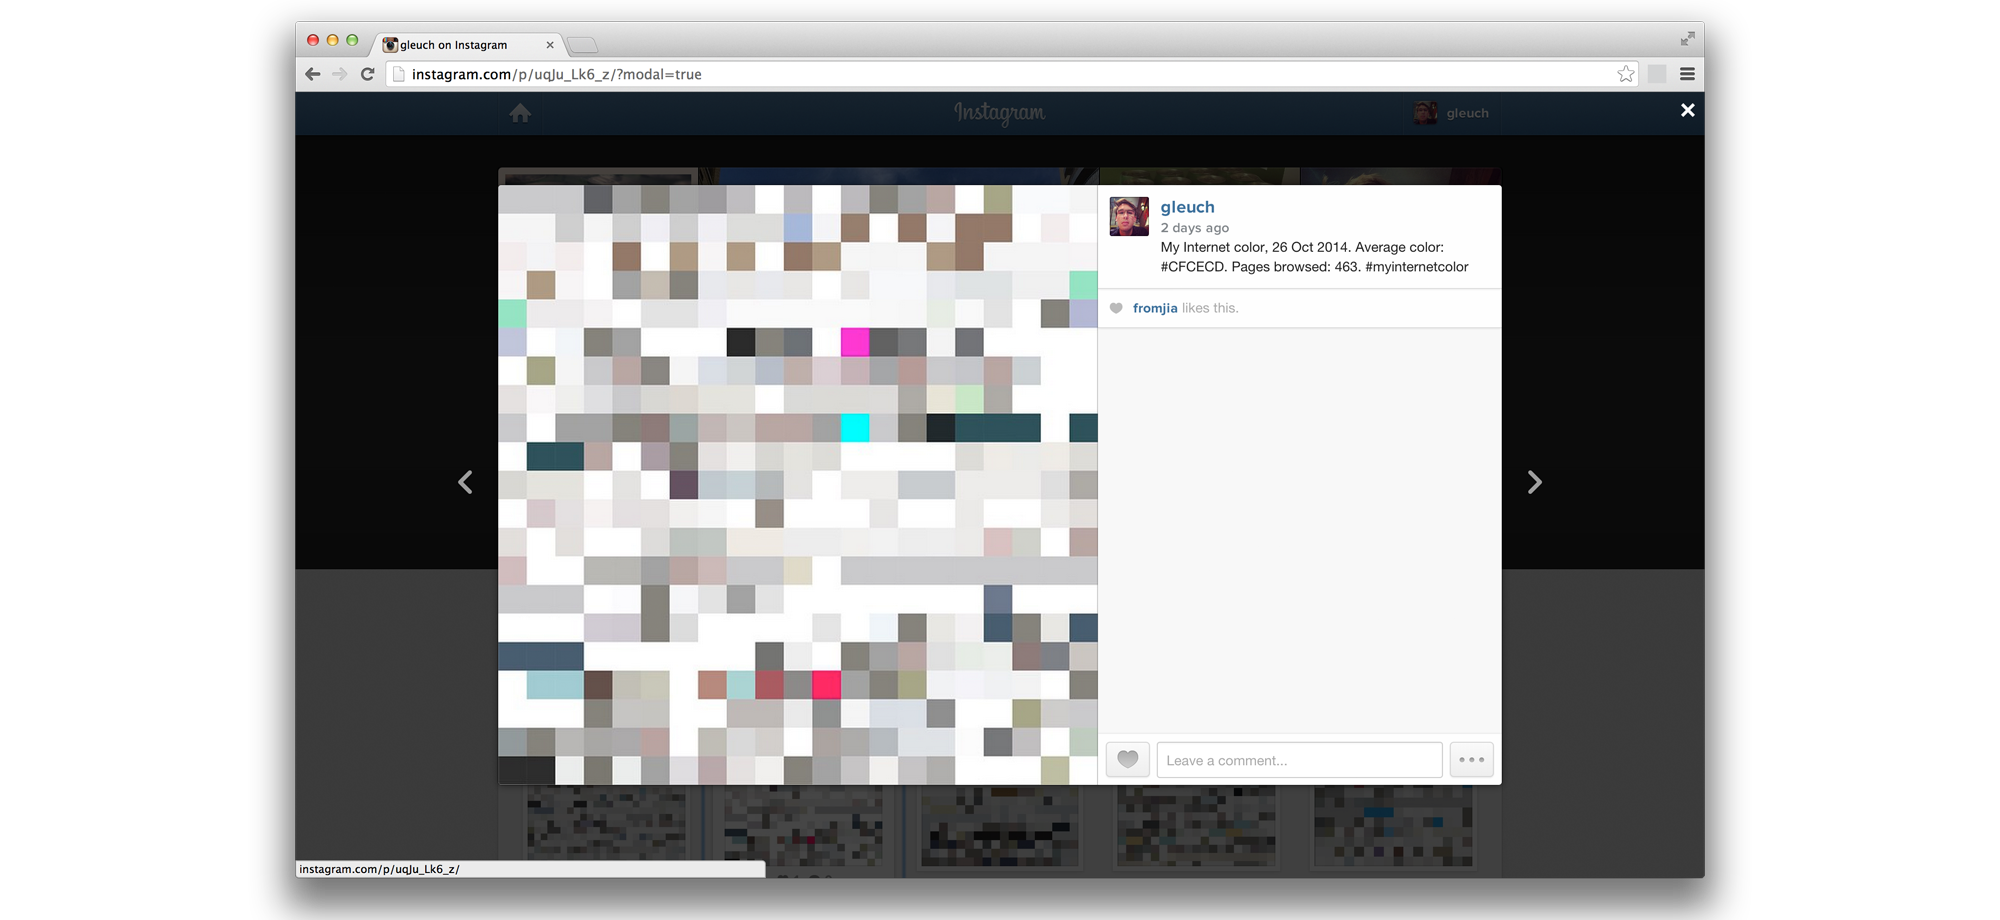 gleuch on Instagram
instagram.com/p/uqJu_Lk6_z/?modal=true
Instagram
gleuch
gleuch
2 days ago
My Internet color, 26 Oct 2014. Average color:
#CFCECD. Pages browsed: 463. #myinternetcolor
fromjia likes this.
Leave a comment...
instagram.com/p/uqJu_Lk6_z/